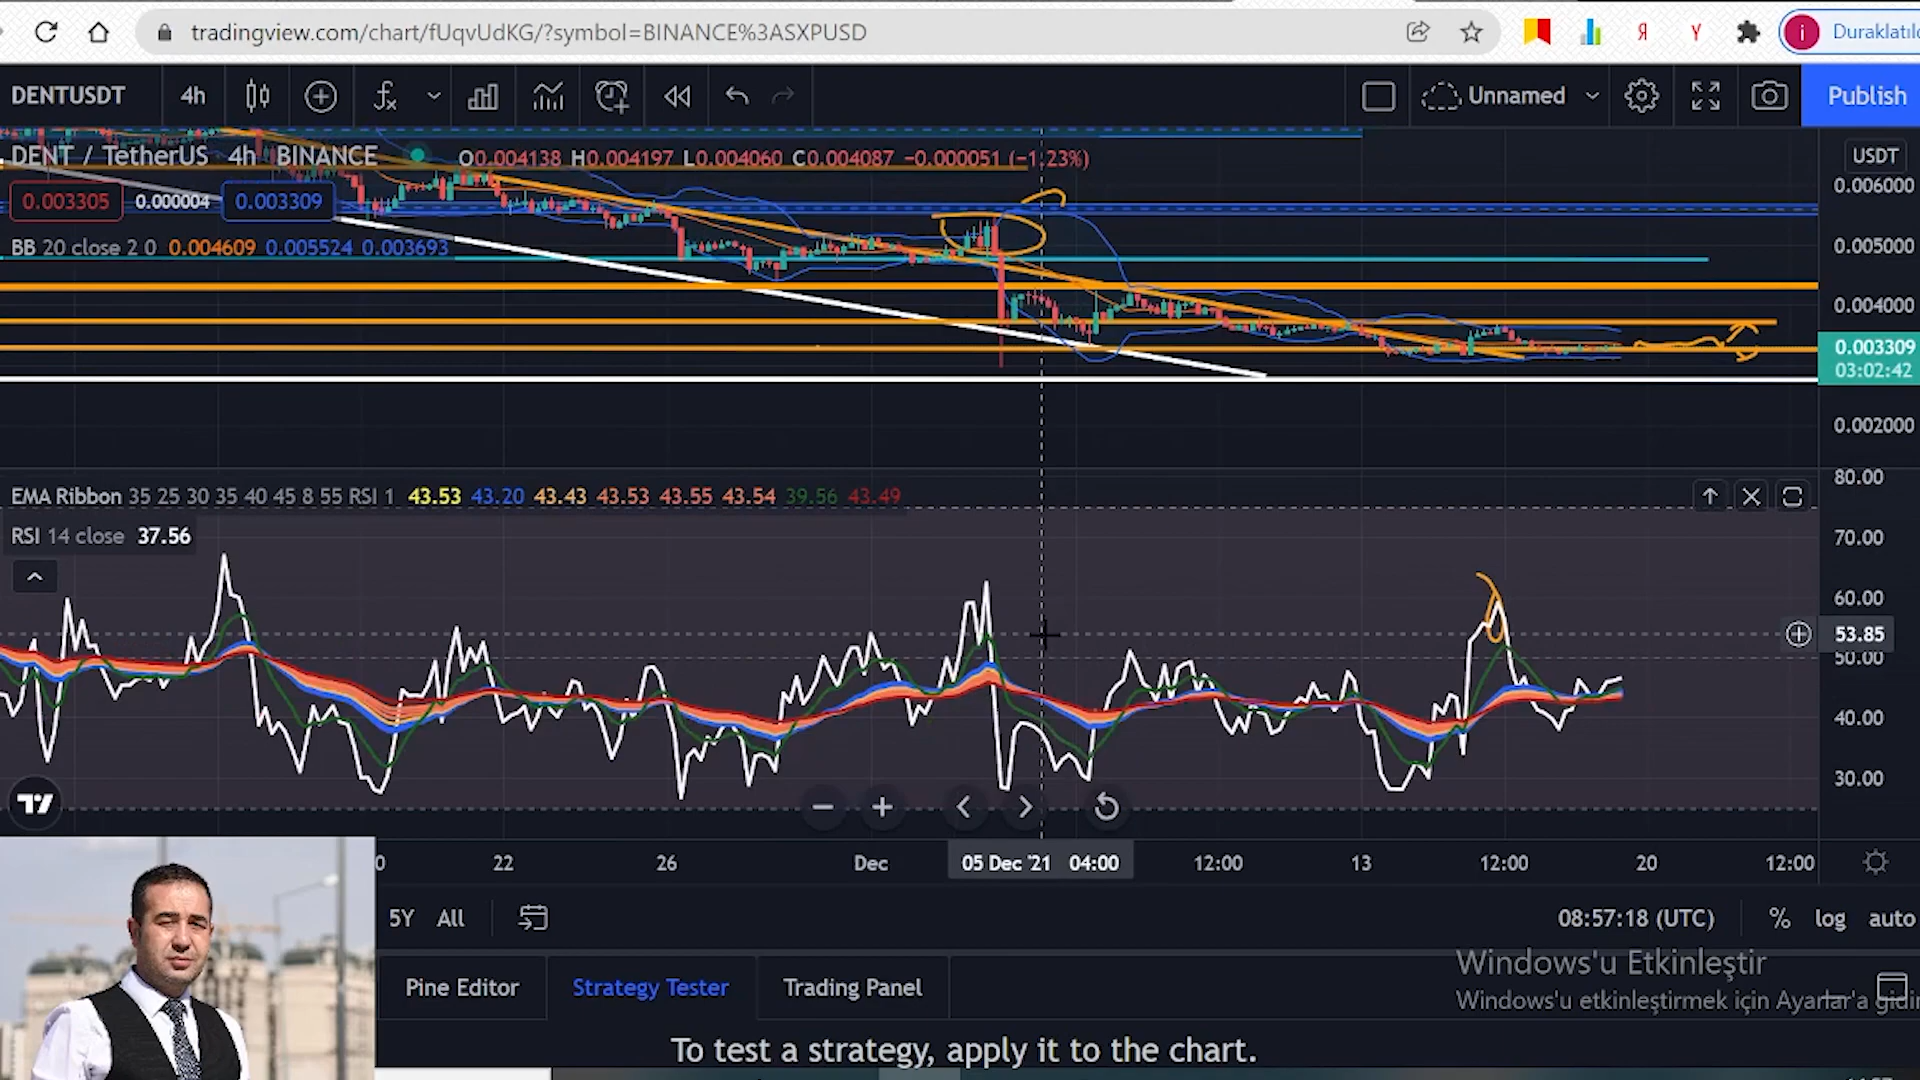 tradingview.com/chart/fUqvUdKG/?symbol=BINANCE%3ASXPUSD
i Duraklatıld
DENTUSDT 4h Unnamed Publish
DENT / TetherUS 4h BINANCE O0.004138 H0.004197 L0.004060 C0.004087 −0.000051 (−1.23%)
USDT
0.006000
0.003305 0.000004 0.003309
BB 20 close 2 0 0.004609 0.005524 0.003693
0.005000
0.004000
0.003309
03:02:42
0.002000
EMA Ribbon 35 25 30 35 40 45 8 55 RSI 1 43.53 43.20 43.43 43.53 43.55 43.54 39.56 43.49
80.00
RSI 14 close 37.56
70.00
60.00
53.85
50.00
40.00
30.00
0 22 26 Dec 05 Dec '21 04:00 12:00 13 12:00 20 12:00
5Y All 08:57:18 (UTC) % log auto
Windows'u Etkinleştir
Pine Editor Strategy Tester Trading Panel
Windows'u etkinleştirmek için Ayarlar'a gidin
To test a strategy, apply it to the chart.